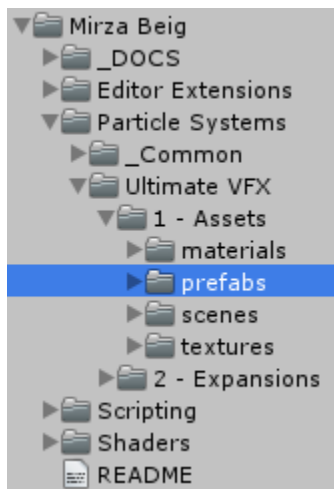 Mirza Beig
_DOCS
Editor Extensions
Particle Systems
_Common
Ultimate VFX
1 - Assets
materials
prefabs
scenes
textures
2 - Expansions
Scripting
Shaders
README